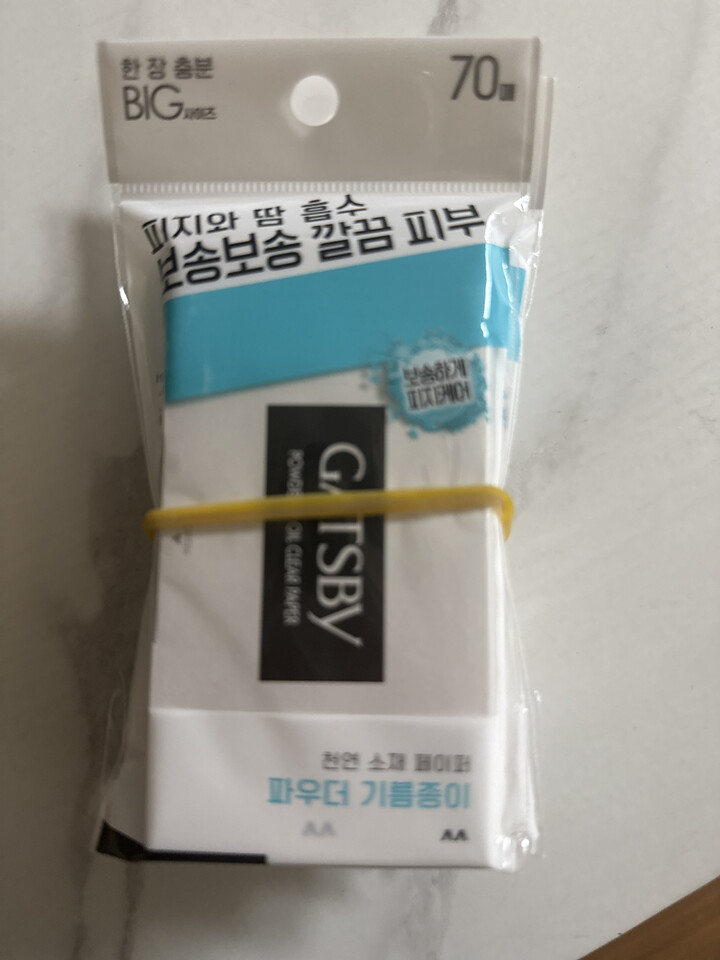 한 장 충분
BIG사이즈
70매
피지와 땀 흡수
보송보송 깔끔 피부
보송하게
피지케어
GATSBY
POWDER OIL CLEAR PAPER
천연 소재 페이퍼
파우더 기름종이